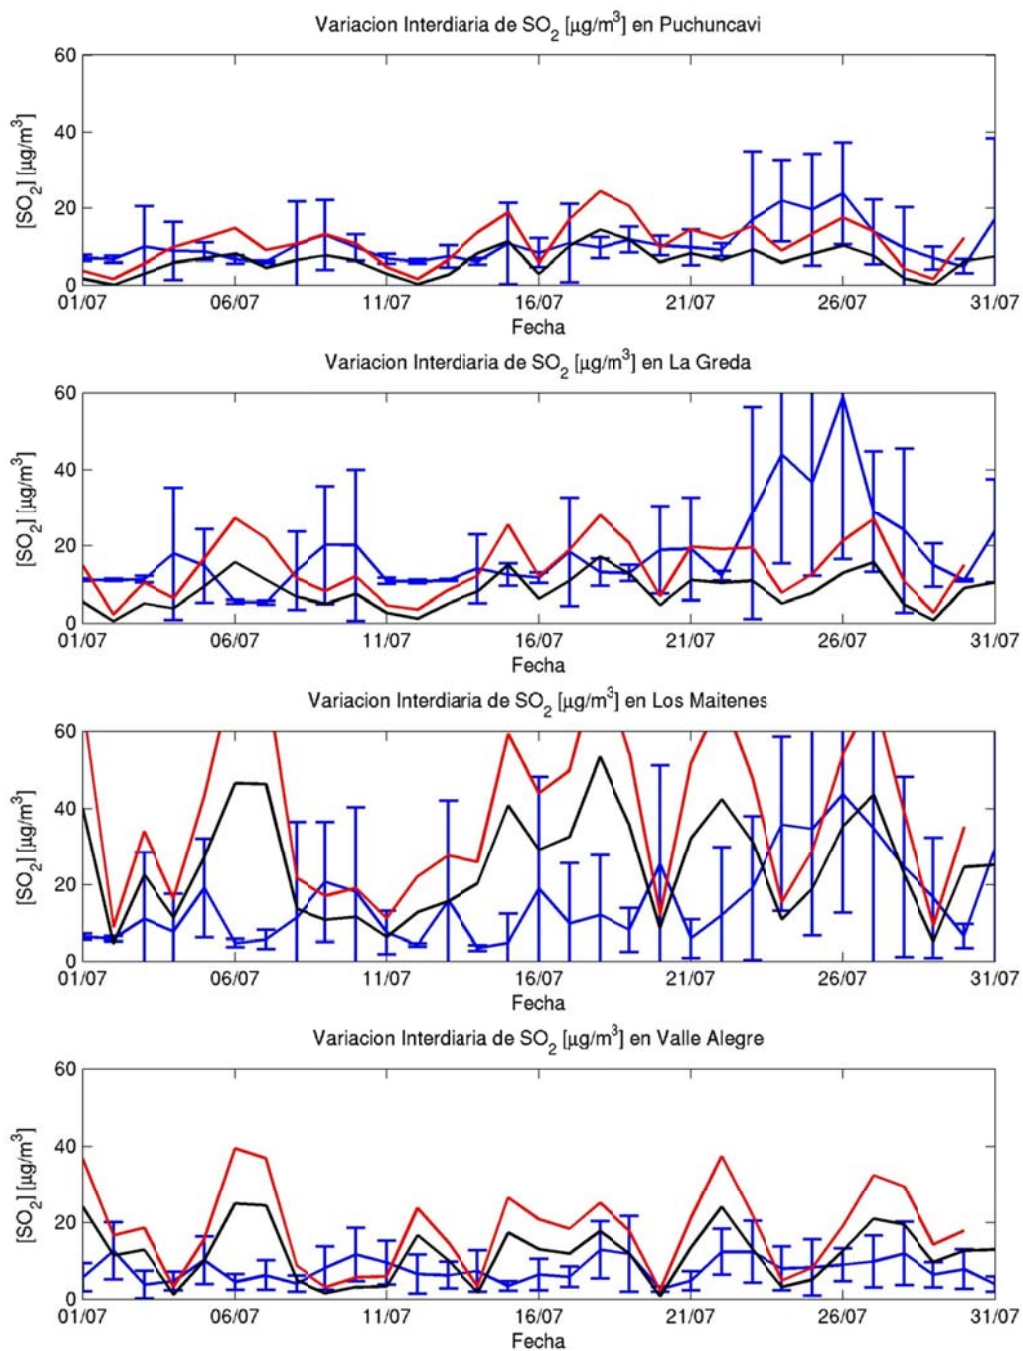 Variacion Interdiaria de SO2 [μg/m3] en Puchuncavi
60
40
20
0
[SO2] [μg/m3]
01/07 06/07 11/07 16/07 21/07 26/07 31/07
Fecha
Variacion Interdiaria de SO2 [μg/m3] en La Greda
60
40
20
0
[SO2] [μg/m3]
01/07 06/07 11/07 16/07 21/07 26/07 31/07
Fecha
Variacion Interdiaria de SO2 [μg/m3] en Los Maitenes
60
40
20
0
[SO2] [μg/m3]
01/07 06/07 11/07 16/07 21/07 26/07 31/07
Fecha
Variacion Interdiaria de SO2 [μg/m3] en Valle Alegre
60
40
20
0
[SO2] [μg/m3]
01/07 06/07 11/07 16/07 21/07 26/07 31/07
Fecha